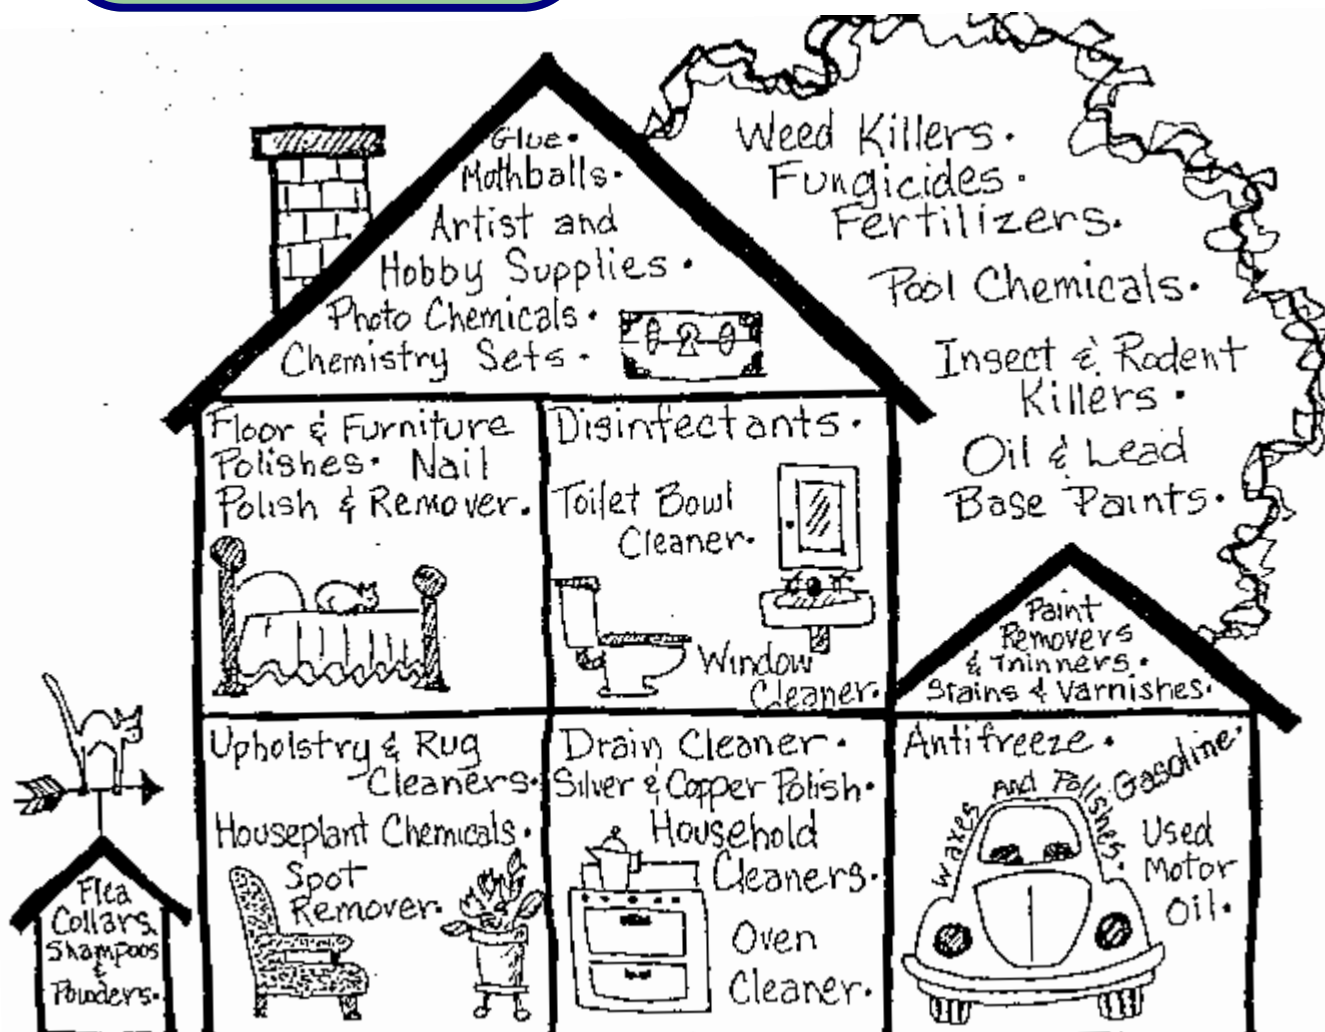 Glue.
Mothballs.
Artist and
Hobby Supplies.
Photo Chemicals.
Chemistry Sets.
Weed Killers.
Fungicides.
Fertilizers.
Pool Chemicals.
Insect & Rodent
Killers.
Oil & Lead
Base Paints.
Floor & Furniture
Polishes. Nail
Polish & Remover.
Disinfectants.
Toilet Bowl
Cleaner.
Window
Cleaner.
Paint
Removers
& Thinners.
Stains & Varnishes.
Upholstry & Rug
Cleaners.
Houseplant Chemicals.
Spot
Remover.
Drain Cleaner.
Silver & Copper Polish.
Household
Cleaners.
Oven
Cleaner.
Antifreeze.
Waxes And Polishes.
Gasoline.
Used
Motor
Oil.
Flea
Collars
Shampoos
&
Powders.